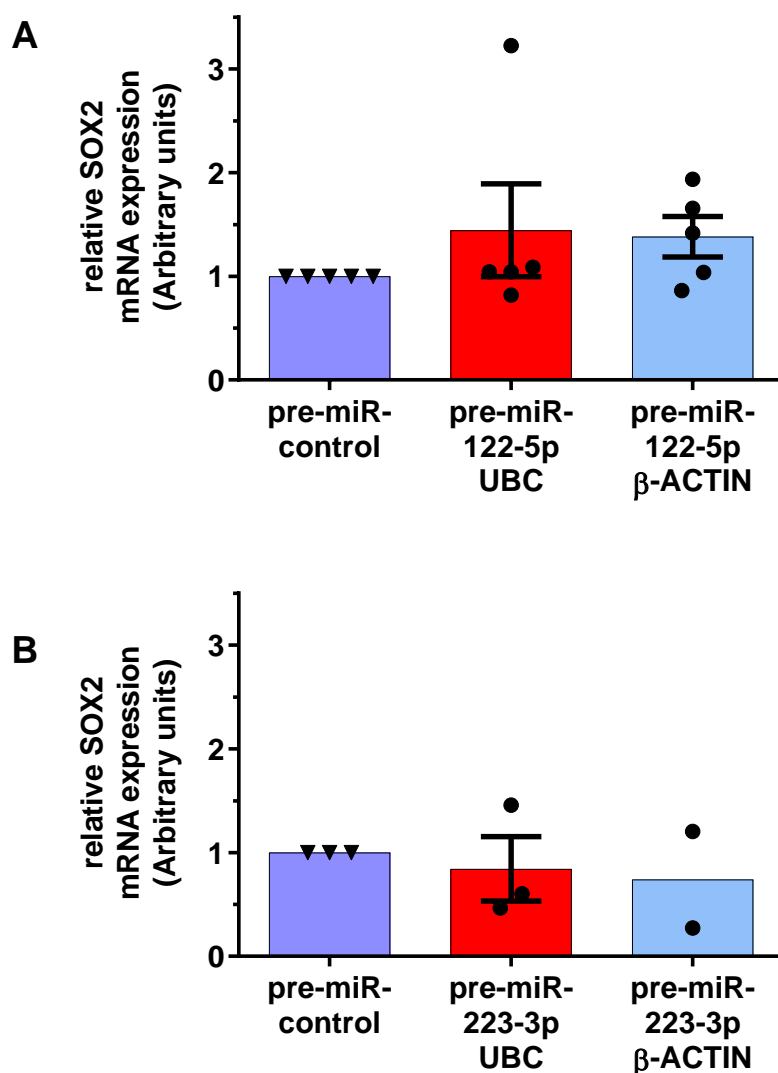 A
relative SOX2
mRNA expression
(Arbitrary units)
3
2
1
0
pre-miR-
control
pre-miR-
122-5p
UBC
pre-miR-
122-5p
β-ACTIN
B
relative SOX2
mRNA expression
(Arbitrary units)
3
2
1
0
pre-miR-
control
pre-miR-
223-3p
UBC
pre-miR-
223-3p
β-ACTIN